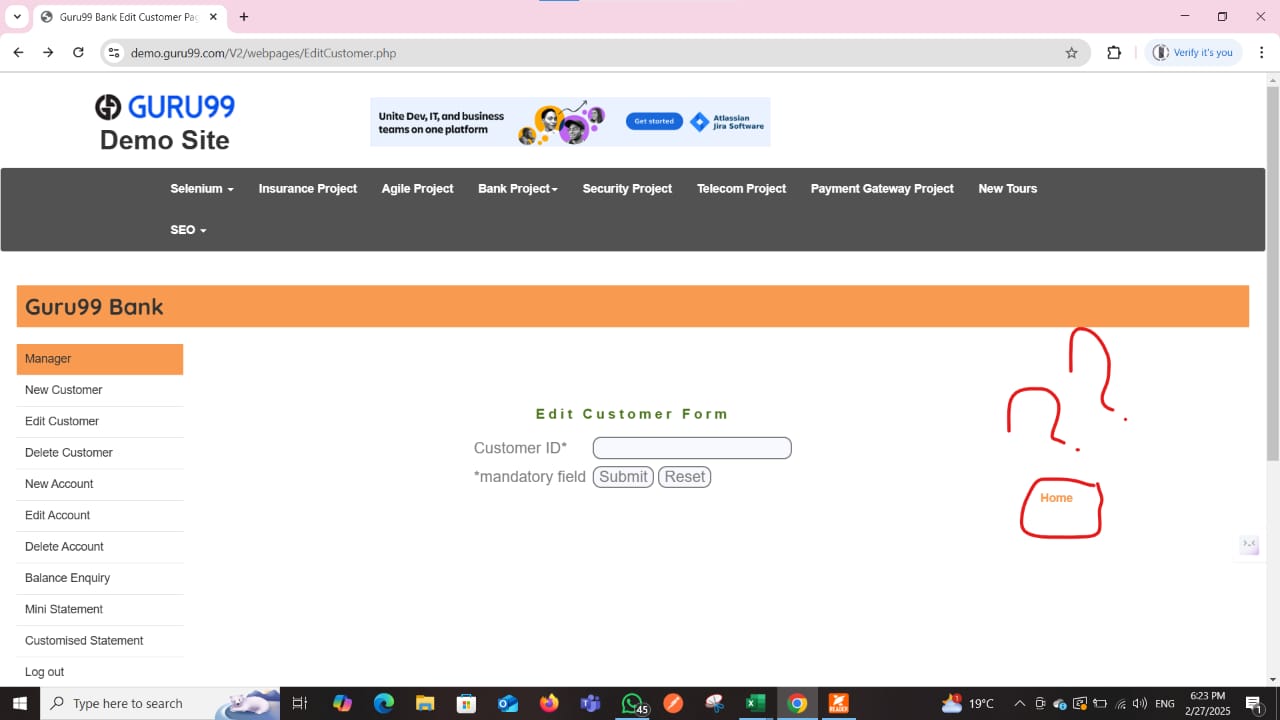 Guru99 Bank Edit Customer Pag
demo.guru99.com/V2/webpages/EditCustomer.php
Verify it's you
GURU99
Demo Site
Unite Dev, IT, and business
teams on one platform
Get started
Atlassian
Jira Software
Selenium
Insurance Project
Agile Project
Bank Project
Security Project
Telecom Project
Payment Gateway Project
New Tours
SEO
Guru99 Bank
Manager
New Customer
Edit Customer
Delete Customer
New Account
Edit Account
Delete Account
Balance Enquiry
Mini Statement
Customised Statement
Log out
Edit Customer Form
Customer ID*
*mandatory field Submit Reset
??
Home
Type here to search
45
READER
1
19°C
ENG
6:23 PM
2/27/2025
1